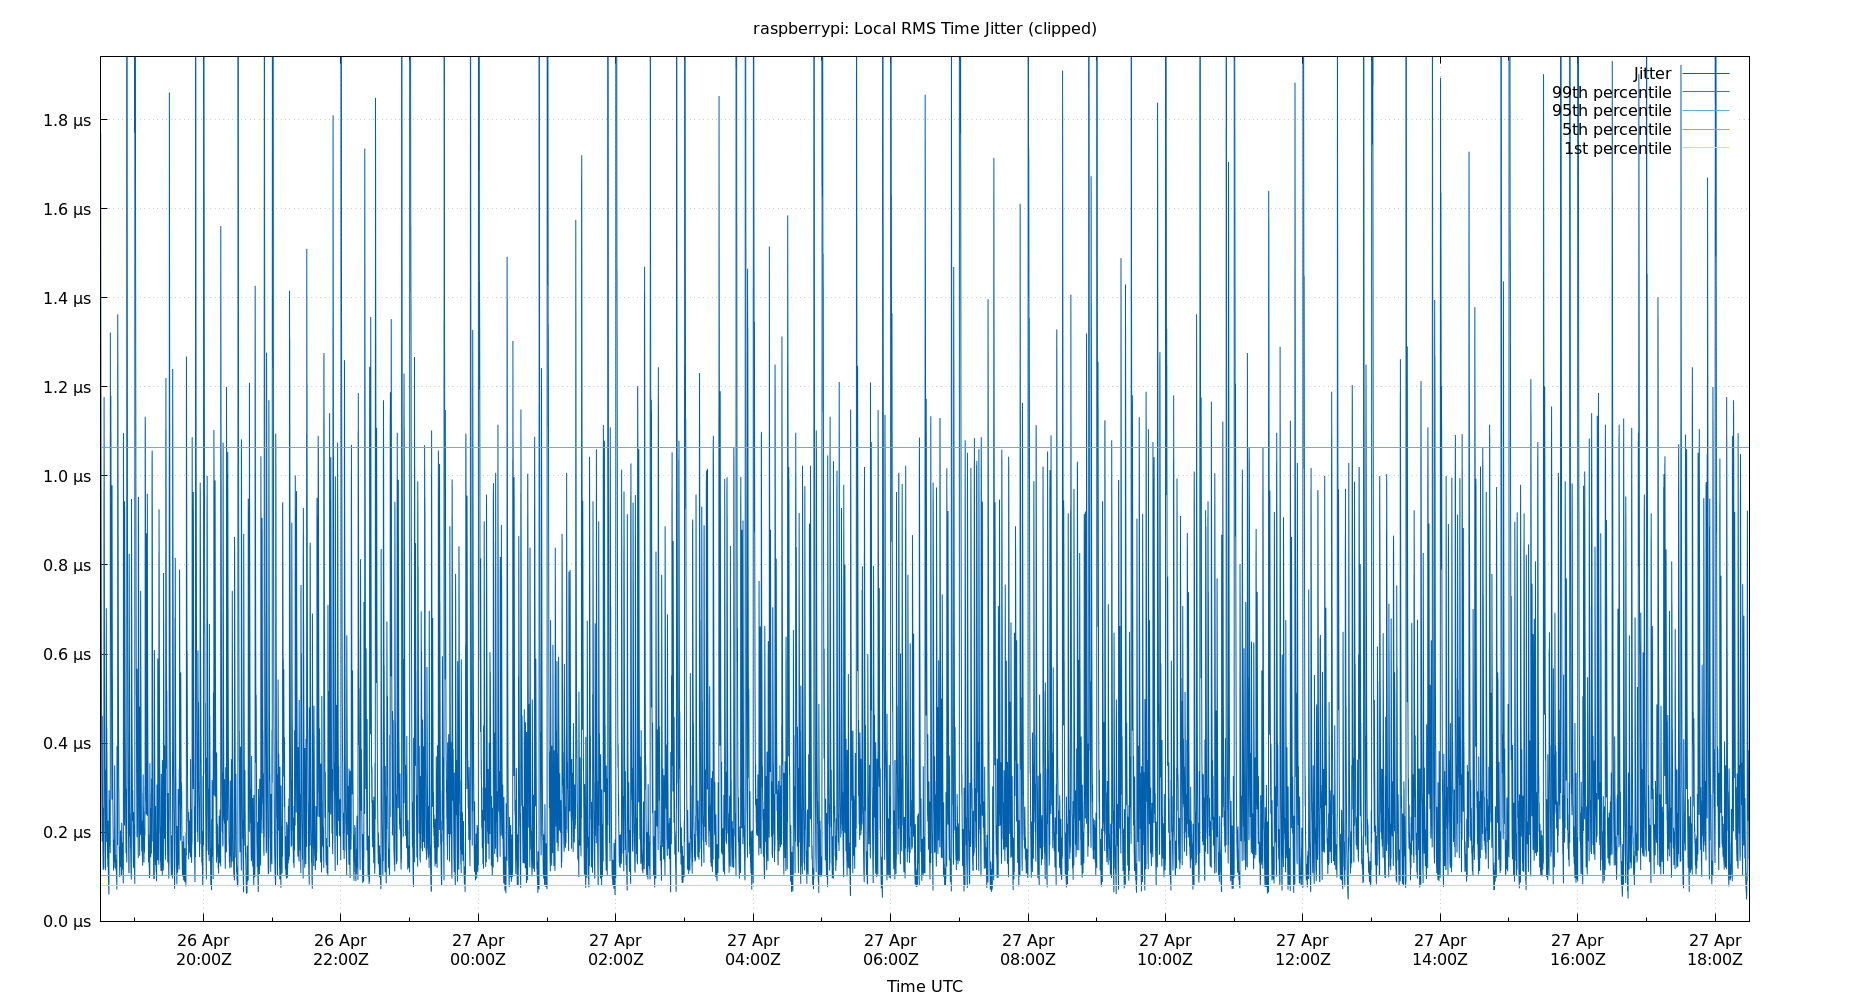 raspberrypi: Local RMS Time Jitter (clipped)
Jitter
99th percentile
95th percentile
5th percentile
1st percentile
1.8 µs
1.6 µs
1.4 µs
1.2 µs
1.0 µs
0.8 µs
0.6 µs
0.4 µs
0.2 µs
0.0 µs
26 Apr 26 Apr 27 Apr 27 Apr 27 Apr 27 Apr 27 Apr 27 Apr 27 Apr 27 Apr 27 Apr 27 Apr
20:00Z 22:00Z 00:00Z 02:00Z 04:00Z 06:00Z 08:00Z 10:00Z 12:00Z 14:00Z 16:00Z 18:00Z
Time UTC